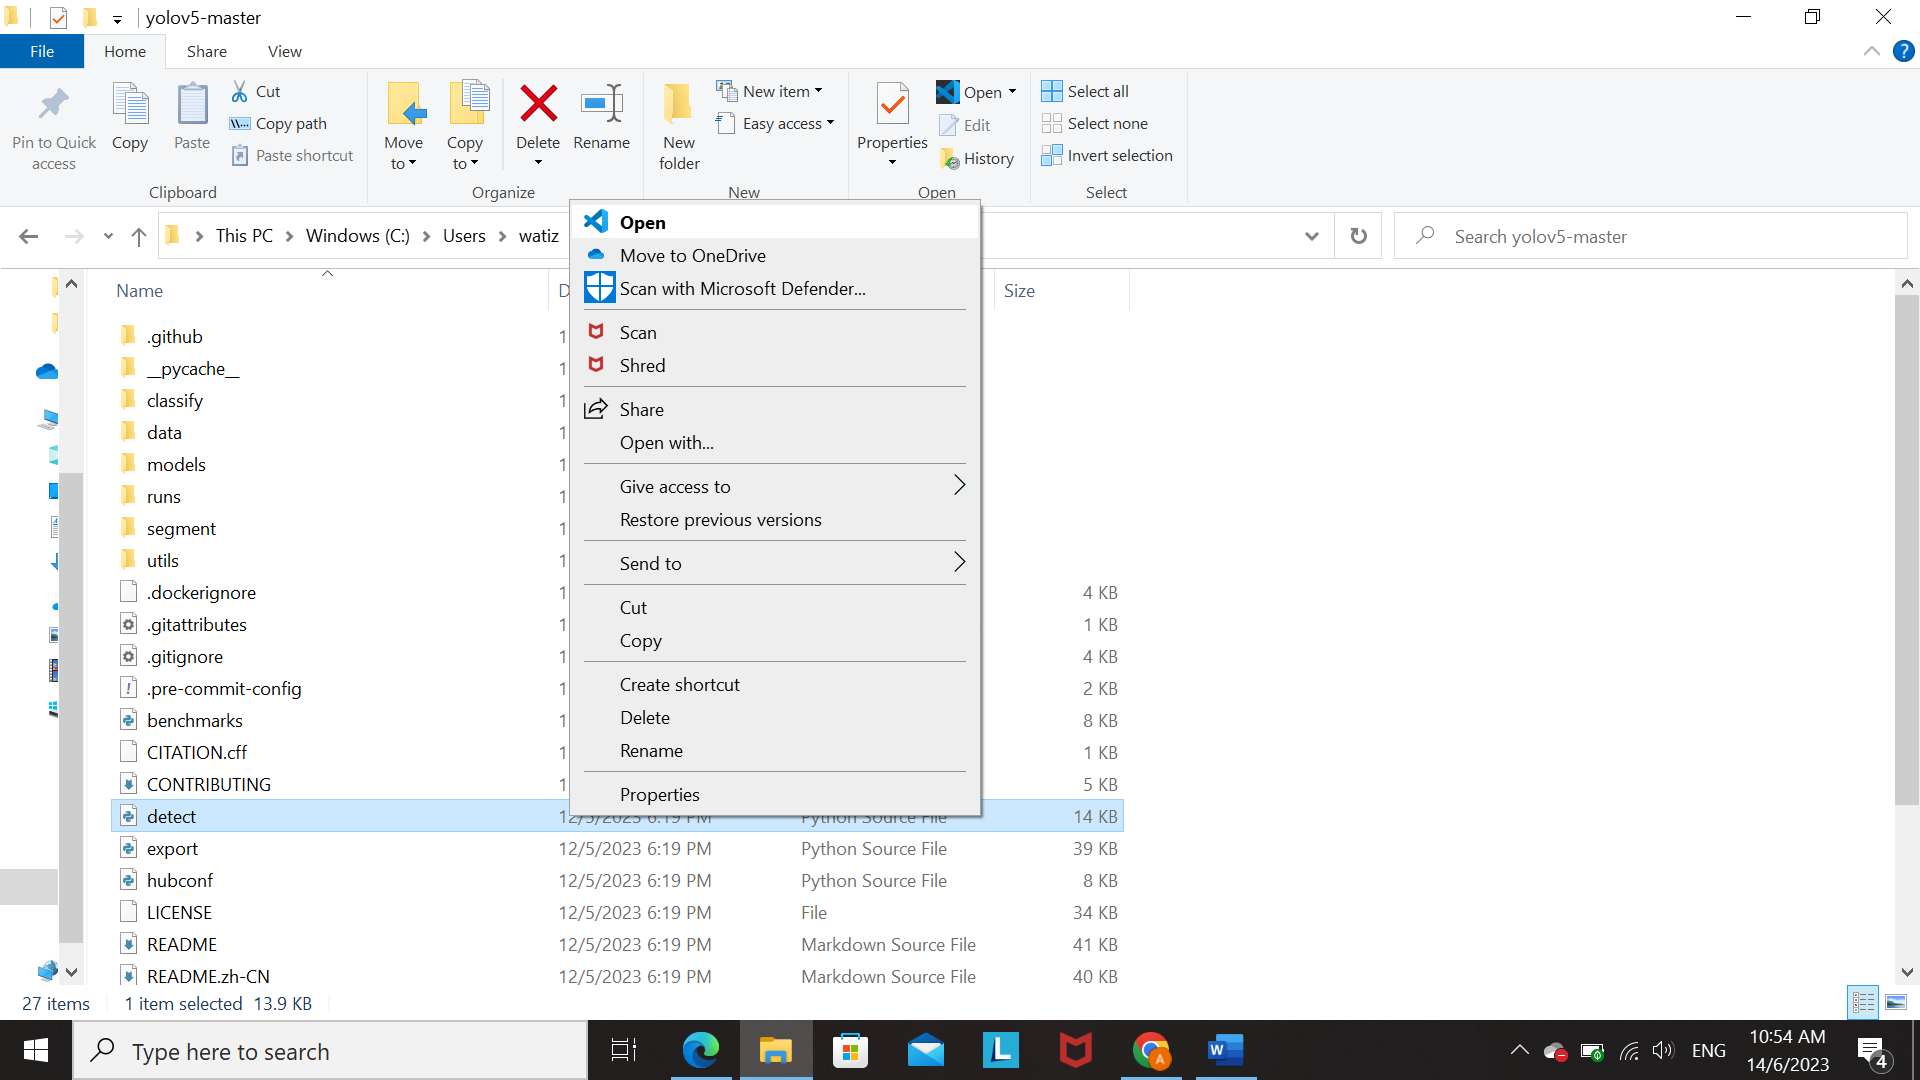 yolov5-master
File
Home
Share
View
Pin to Quick access
Copy
Paste
Cut
Copy path
Paste shortcut
Clipboard
Move to
Copy to
Delete
Rename
Organize
New folder
New item
Easy access
New
Properties
Open
Edit
History
Open
Select all
Select none
Invert selection
Select
This PC
Windows (C:)
Users
watiz
Search yolov5-master
Name
D
Size
.github
1
__pycache__
1
classify
1
data
1
models
1
runs
1
segment
1
utils
1
.dockerignore
1
4 KB
.gitattributes
1
1 KB
.gitignore
1
4 KB
.pre-commit-config
1
2 KB
benchmarks
1
8 KB
CITATION.cff
1
1 KB
CONTRIBUTING
1
5 KB
detect
12/5/2023 6:19 PM
Python Source File
14 KB
export
12/5/2023 6:19 PM
Python Source File
39 KB
hubconf
12/5/2023 6:19 PM
Python Source File
8 KB
LICENSE
12/5/2023 6:19 PM
File
34 KB
README
12/5/2023 6:19 PM
Markdown Source File
41 KB
README.zh-CN
12/5/2023 6:19 PM
Markdown Source File
40 KB
Open
Move to OneDrive
Scan with Microsoft Defender...
Scan
Shred
Share
Open with...
Give access to
Restore previous versions
Send to
Cut
Copy
Create shortcut
Delete
Rename
Properties
27 items
1 item selected
13.9 KB
Type here to search
L
A
W
ENG
10:54 AM
14/6/2023
4